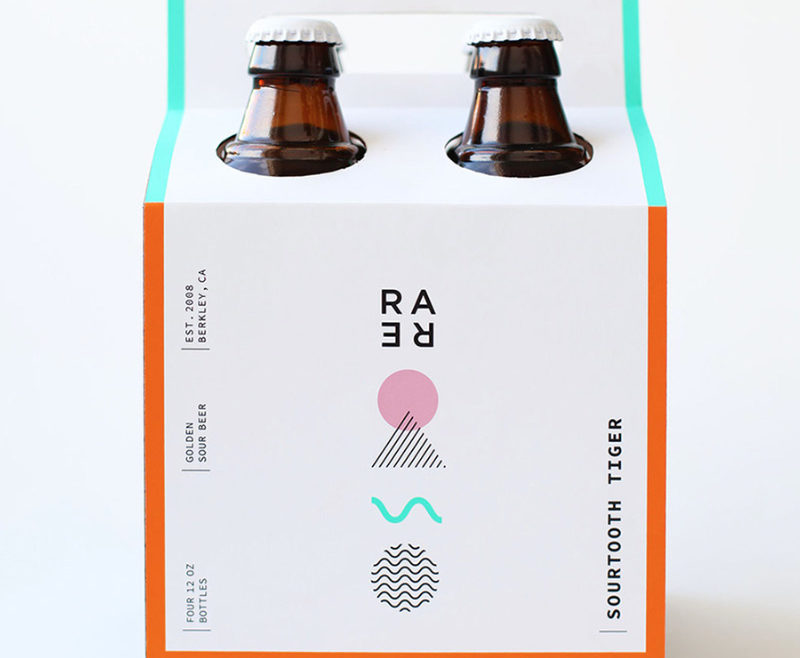 RA
RE
EST. 2008
BERKLEY, CA
GOLDEN
SOUR BEER
FOUR 12 OZ
BOTTLES
SOURTOOTH TIGER